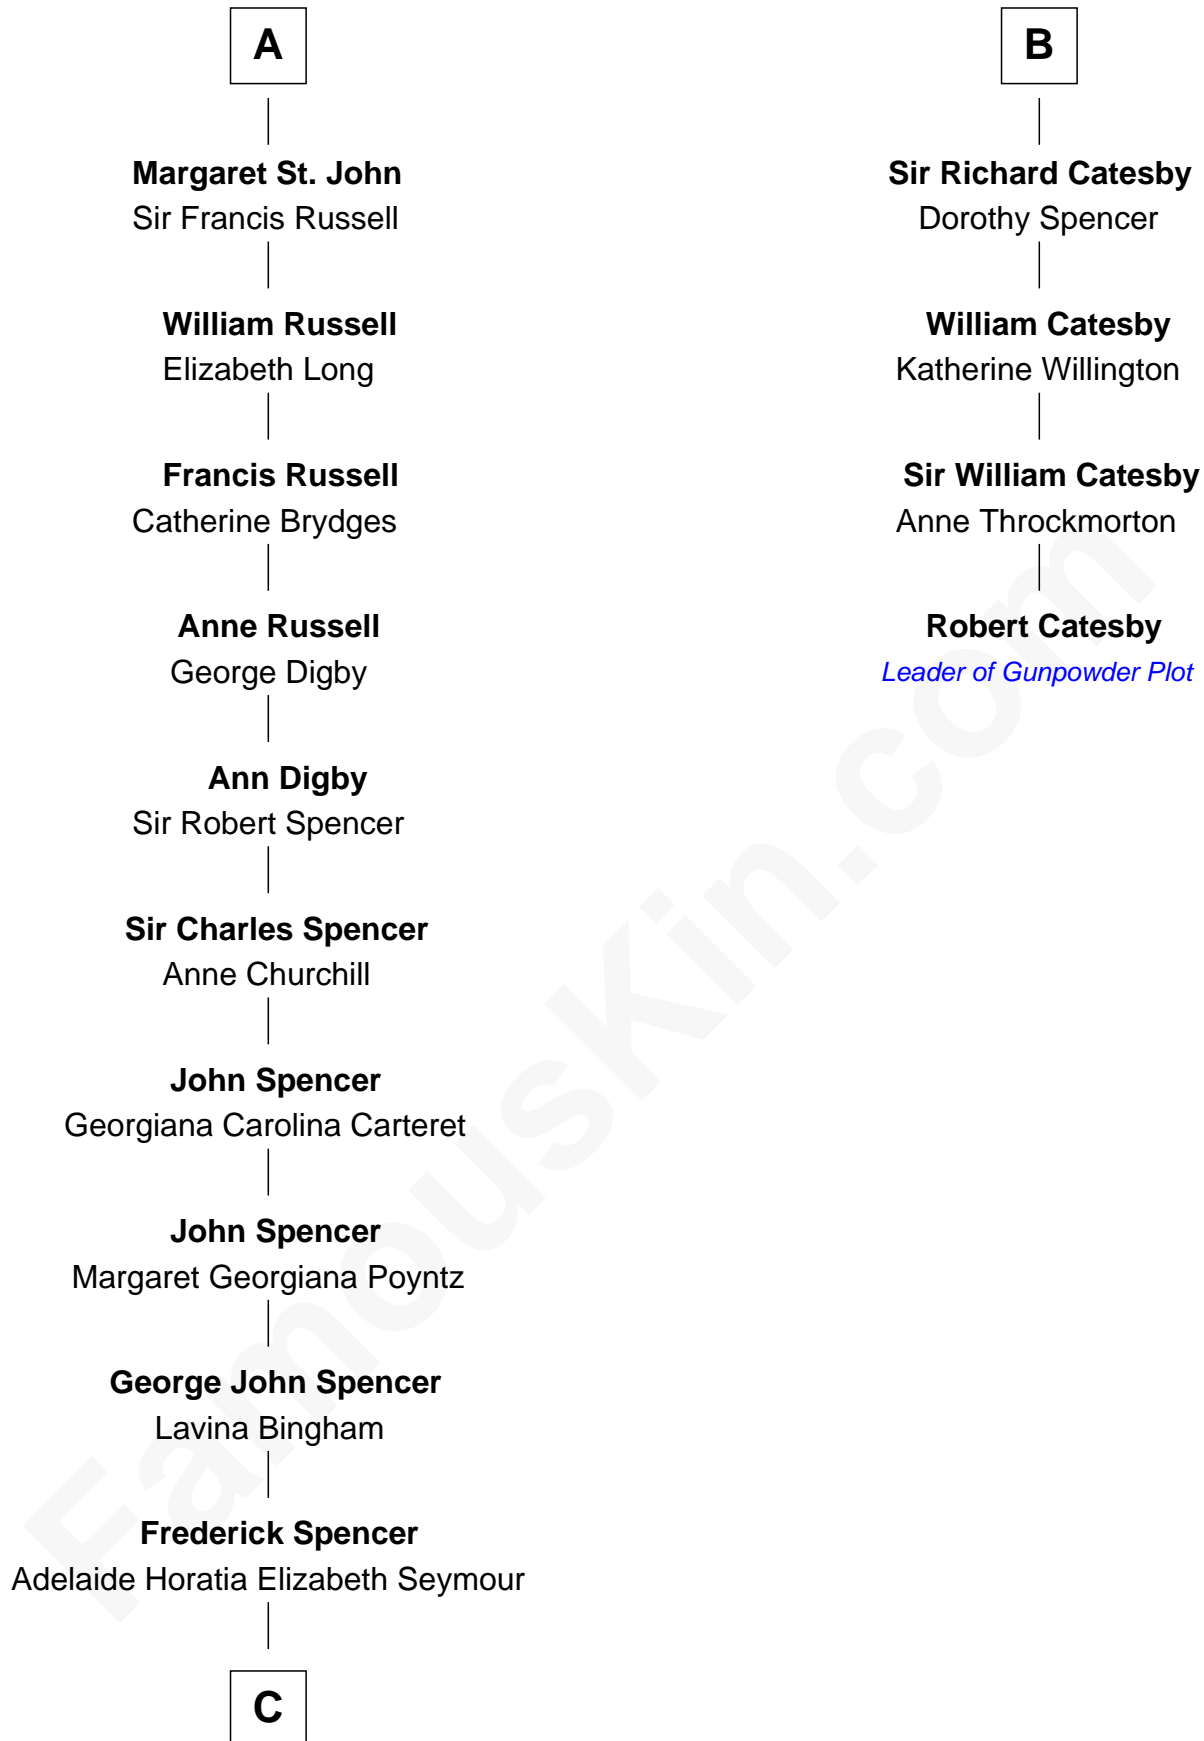 A
Margaret St. John
Sir Francis Russell
William Russell
Elizabeth Long
Francis Russell
Catherine Brydges
Anne Russell
George Digby
Ann Digby
Sir Robert Spencer
Sir Charles Spencer
Anne Churchill
John Spencer
Georgiana Carolina Carteret
John Spencer
Margaret Georgiana Poyntz
George John Spencer
Lavina Bingham
Frederick Spencer
Adelaide Horatia Elizabeth Seymour
C
B
Sir Richard Catesby
Dorothy Spencer
William Catesby
Katherine Willington
Sir William Catesby
Anne Throckmorton
Robert Catesby
Leader of Gunpowder Plot
FamousKin.com